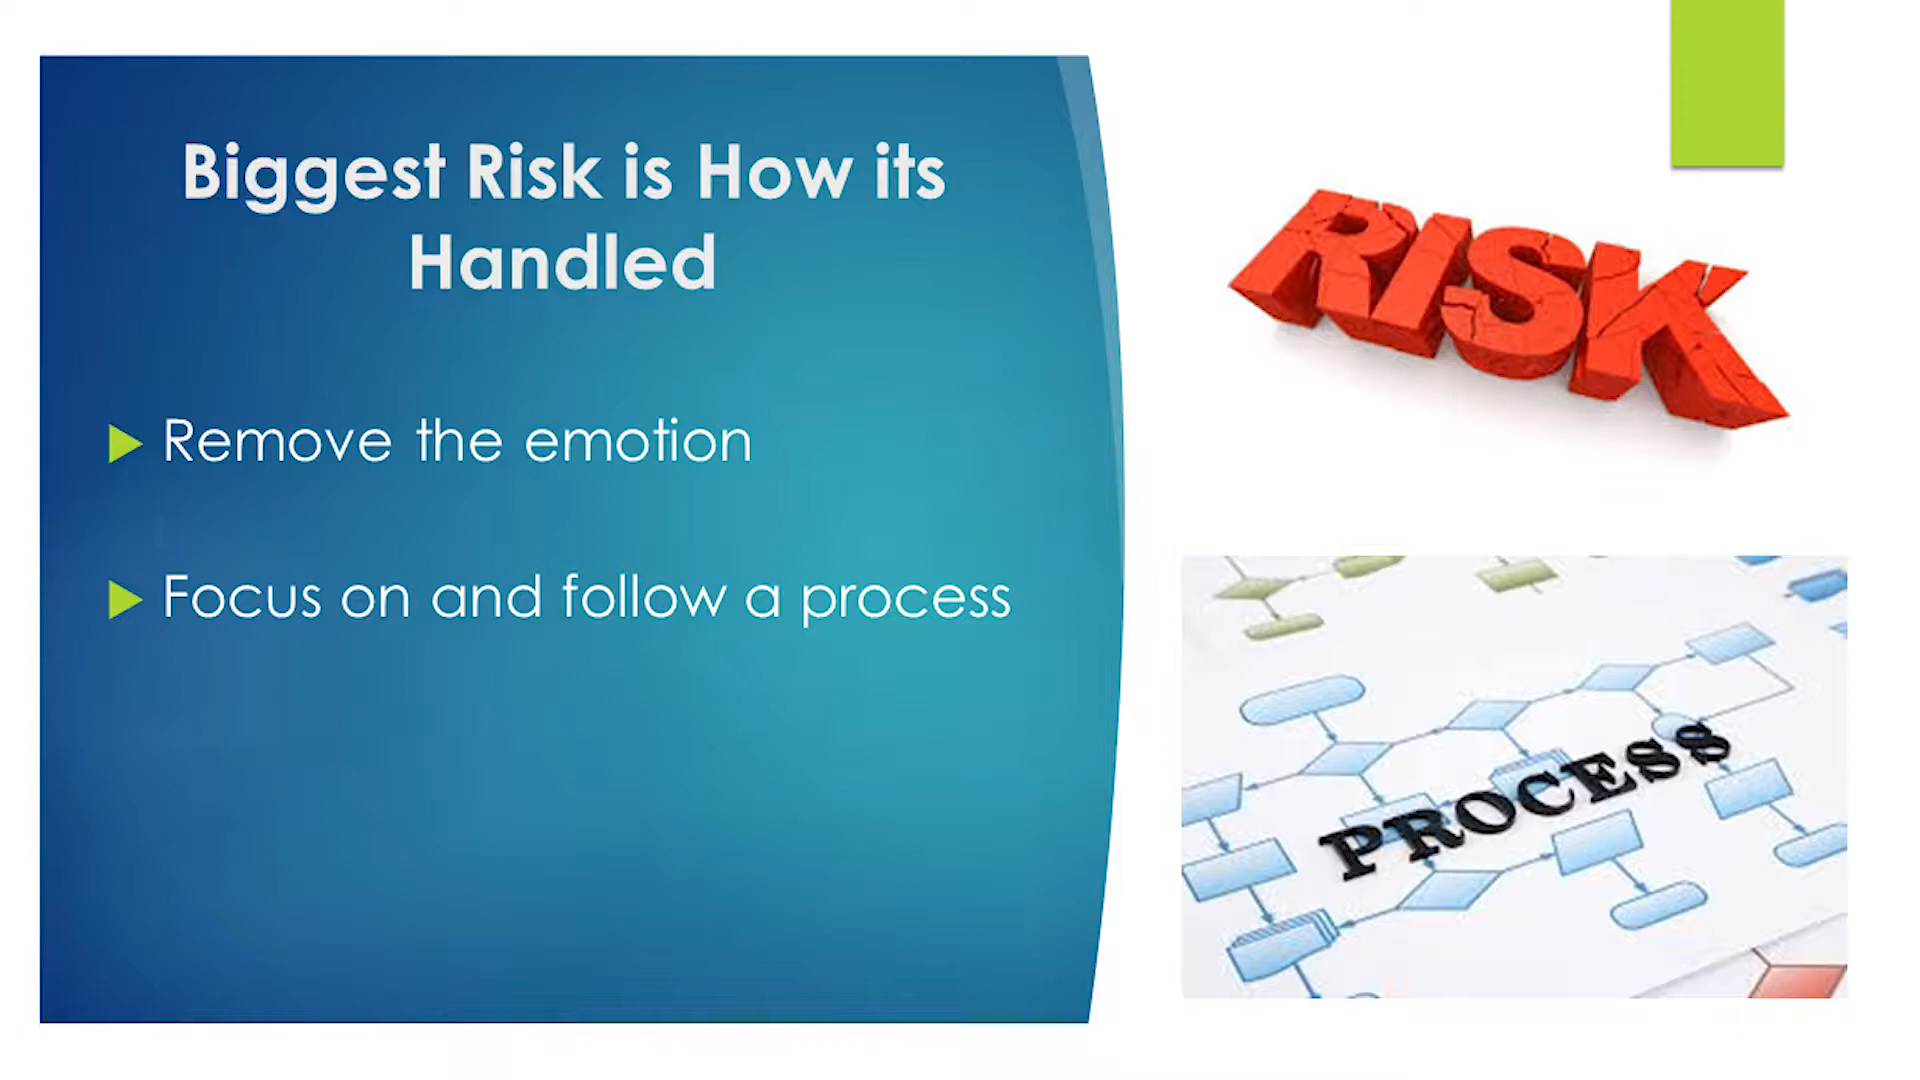 Biggest Risk is How its
Handled
Remove the emotion
Focus on and follow a process
RISK
PROCESS